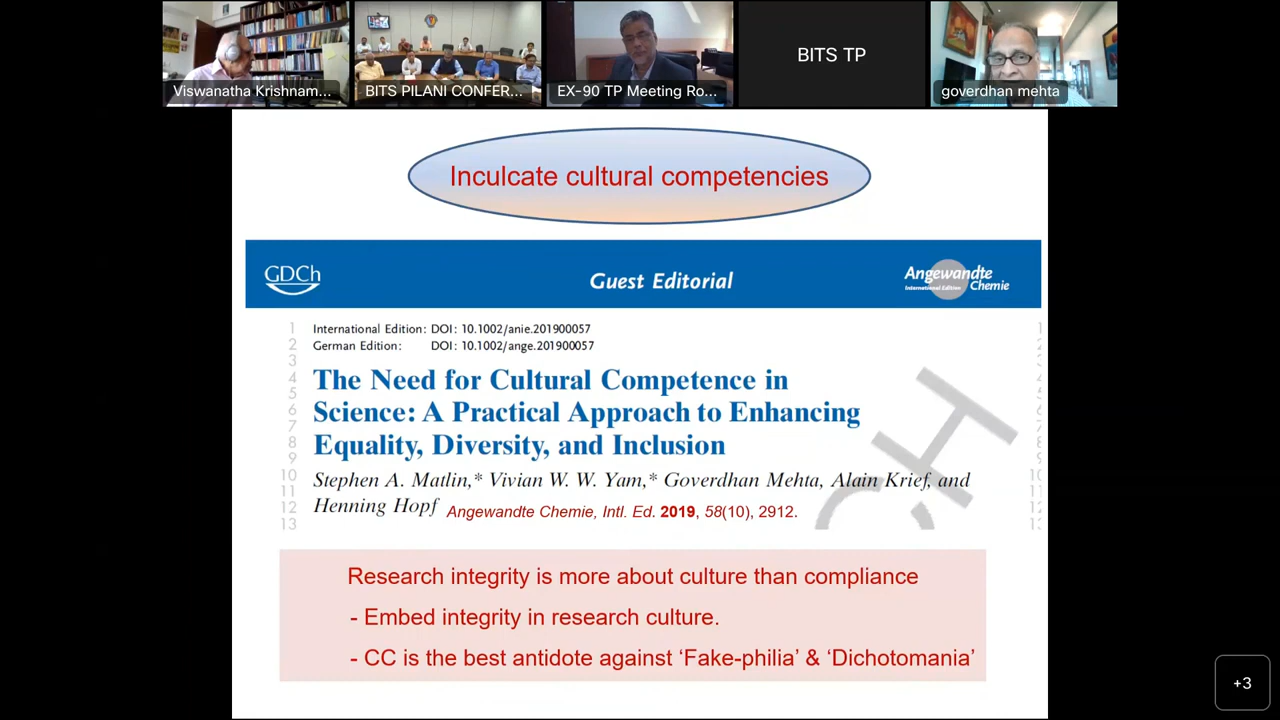 Viswanatha Krishnam...
BITS PILANI CONFER...
EX-90 TP Meeting Ro...
BITS TP
goverdhan mehta
Inculcate cultural competencies
GDCh
Guest Editorial
Angewandte
International Edition
Chemie
International Edition: DOI: 10.1002/anie.201900057
German Edition: DOI: 10.1002/ange.201900057
1
2
3
4
5
6
7
8
9
10
11
12
13
The Need for Cultural Competence in
Science: A Practical Approach to Enhancing
Equality, Diversity, and Inclusion
Stephen A. Matlin,* Vivian W. W. Yam,* Goverdhan Mehta, Alain Krief, and
Henning Hopf Angewandte Chemie, Intl. Ed. 2019, 58(10), 2912.
Research integrity is more about culture than compliance
- Embed integrity in research culture.
- CC is the best antidote against ‘Fake-philia’ & ‘Dichotomania’
+3